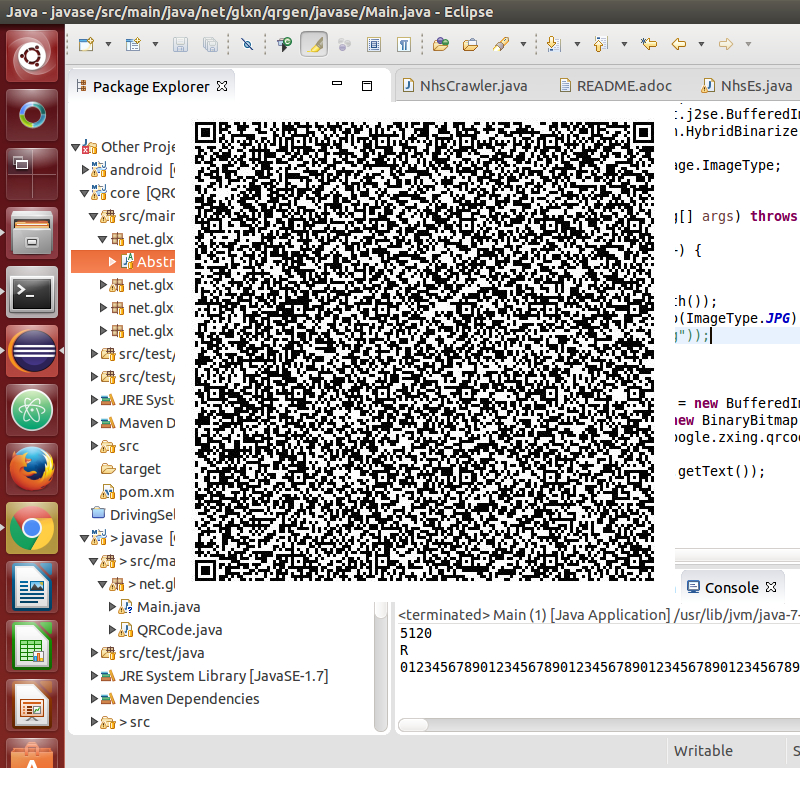 Java - javase/src/main/java/net/glxn/qrgen/javase/Main.java - Eclipse
Package Explorer
NhsCrawler.java
README.adoc
NhsEs.java
.j2se.BufferedIm
.HybridBinarize
Other Proje
android [
age.ImageType;
core [QRC
src/main
g[] args) throws
net.glx
) {
Abstr
net.glx
th());
net.glx
(ImageType.JPG)
net.glx
"));
src/test/
src/test/
JRE Syst
= new BufferedIm
Maven D
new BinaryBitmap
src
oogle.zxing.qrcod
target
getText());
pom.xm
DrivingSel
> javase [
> src/ma
> net.gl
Console
Main.java
<terminated> Main (1) [Java Application] /usr/lib/jvm/java-7-
QRCode.java
5120
src/test/java
R
JRE System Library [JavaSE-1.7]
01234567890123456789012345678901234567890123456789
Maven Dependencies
> src
Writable
S